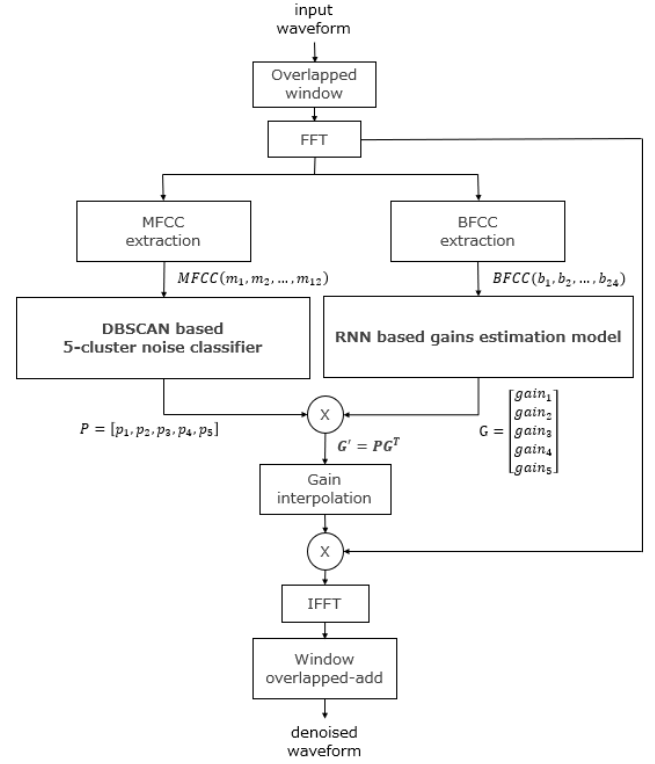 input
waveform
Overlapped
window
FFT
MFCC
extraction
BFCC
extraction
MFCC(m₁, m₂, ..., m₁₂)
BFCC(b₁, b₂, ..., b₂₄)
DBSCAN based
5-cluster noise classifier
RNN based gains estimation model
X
P = [p₁, p₂, p₃, p₄, p₅]
G =
gain₁
gain₂
gain₃
gain₄
gain₅
G′ = PGᵀ
Gain
interpolation
X
IFFT
Window
overlapped-add
denoised
waveform